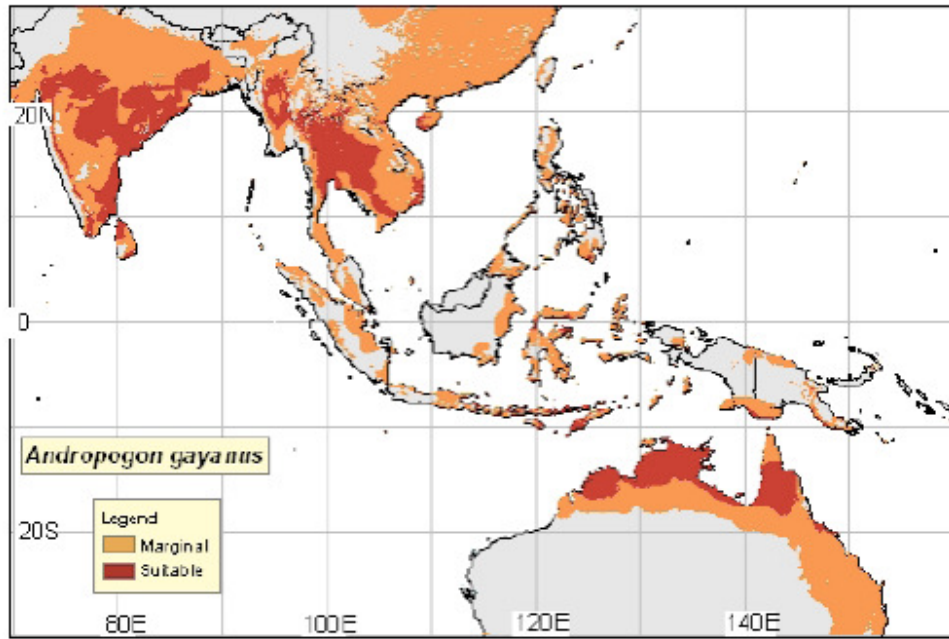 20N
0
Andropogon gayanus
Legend
Marginal
Suitable
20S
80E
100E
120E
140E